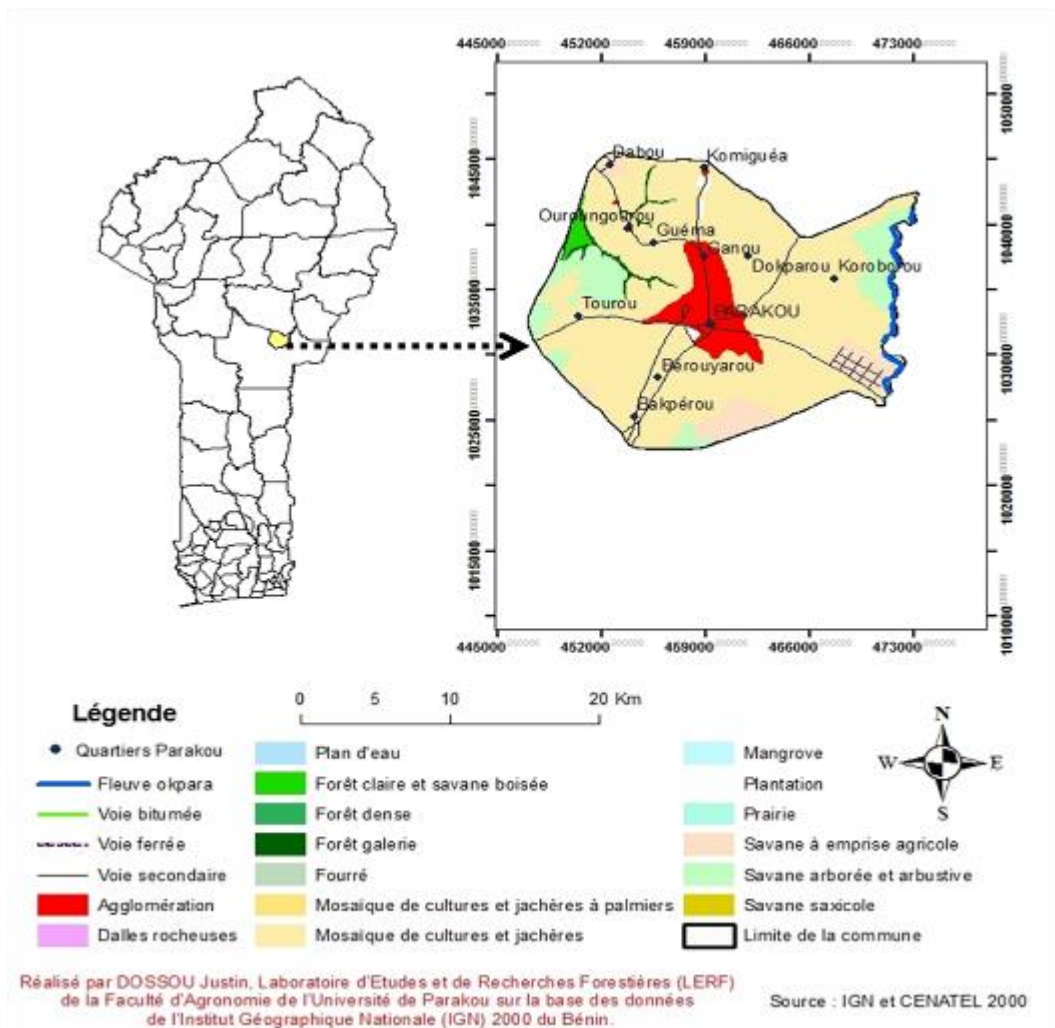 445000 452000 459000 466000 473000
1050000
1045000
1040000
1035000
1030000
1025000
1020000
1015000
1010000
Dabou
Komiguéa
Ouroungourou
Guéma
Ganou
Dokparou
Koroborou
Tourou
PARAKOU
Bérouyarou
Bakpérou
445000 452000 459000 466000 473000
0 5 10 20 Km
Légende
Quartiers Parakou
Fleuve okpara
Voie bitumée
Voie ferrée
Voie secondaire
Agglomération
Dalles rocheuses
Plan d'eau
Forêt claire et savane boisée
Forêt dense
Forêt galerie
Fourré
Mosaïque de cultures et jachères à palmiers
Mosaïque de cultures et jachères
Mangrove
Plantation
Prairie
Savane à emprise agricole
Savane arborée et arbustive
Savane saxicole
Limite de la commune
N
W E
S
Réalisé par DOSSOU Justin, Laboratoire d'Etudes et de Recherches Forestières (LERF)
de la Faculté d'Agronomie de l'Université de Parakou sur la base des données
de l'Institut Géographique Nationale (IGN) 2000 du Bénin.
Source : IGN et CENATEL 2000